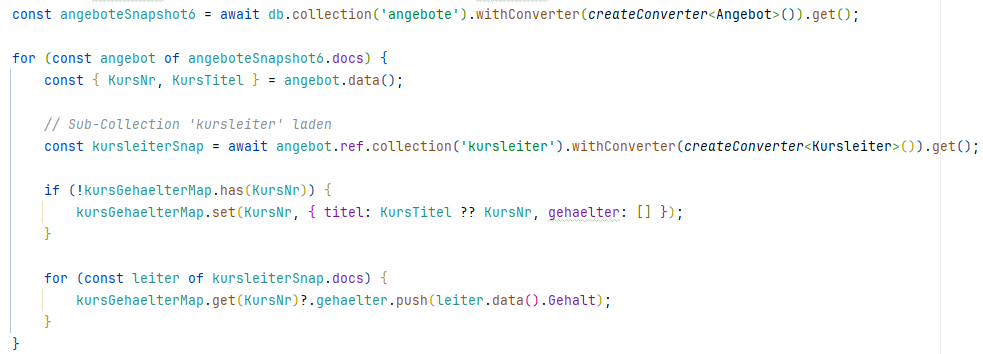 const angeboteSnapshot6 = await db.collection('angebote').withConverter(createConverter<Angebot>()).get();
for (const angebot of angeboteSnapshot6.docs) {
const { KursNr, KursTitel } = angebot.data();
// Sub-Collection 'kursleiter' laden
const kursleiterSnap = await angebot.ref.collection('kursleiter').withConverter(createConverter<Kursleiter>()).get();
if (!kursGehaelterMap.has(KursNr)) {
kursGehaelterMap.set(KursNr, { titel: KursTitel ?? KursNr, gehaelter: [] });
}
for (const leiter of kursleiterSnap.docs) {
kursGehaelterMap.get(KursNr)?.gehaelter.push(leiter.data().Gehalt);
}
}